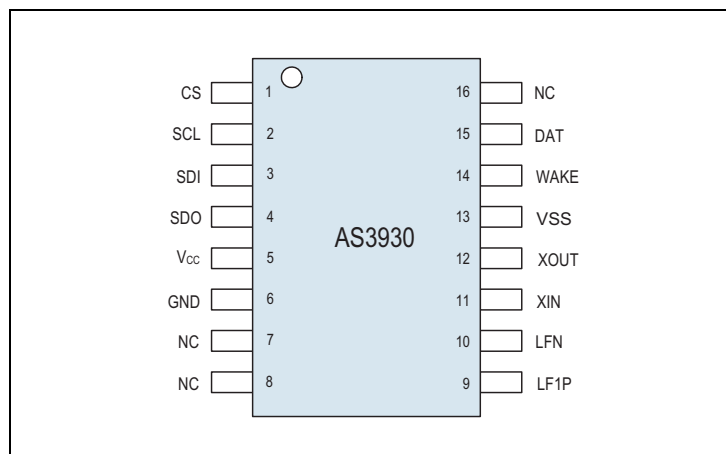 CS 1 16 NC
SCL 2 15 DAT
SDI 3 14 WAKE
SDO 4 13 VSS
AS3930
Vcc 5 12 XOUT
GND 6 11 XIN
NC 7 10 LFN
NC 8 9 LF1P